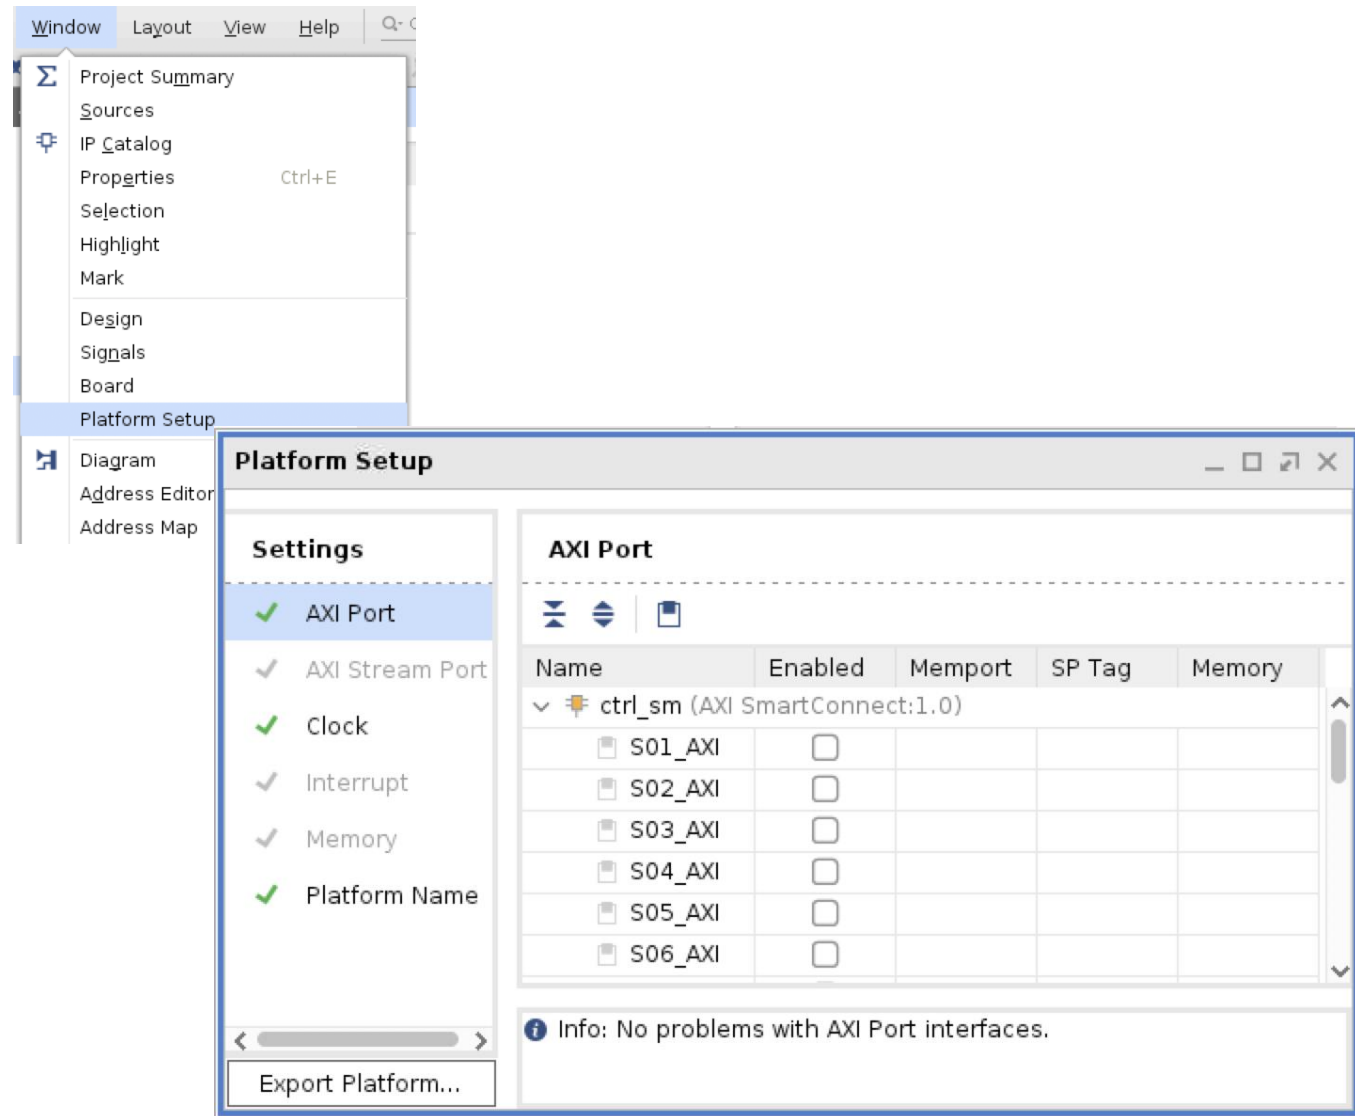 Window Layout View Help
Project Summary
Sources
IP Catalog
Properties Ctrl+E
Selection
Highlight
Mark
Design
Signals
Board
Platform Setup
Diagram
Address Editor
Address Map
Platform Setup
Settings
AXI Port
AXI Stream Port
Clock
Interrupt
Memory
Platform Name
Export Platform...
AXI Port
Name Enabled Memport SP Tag Memory
ctrl_sm (AXI SmartConnect:1.0)
S01_AXI
S02_AXI
S03_AXI
S04_AXI
S05_AXI
S06_AXI
Info: No problems with AXI Port interfaces.